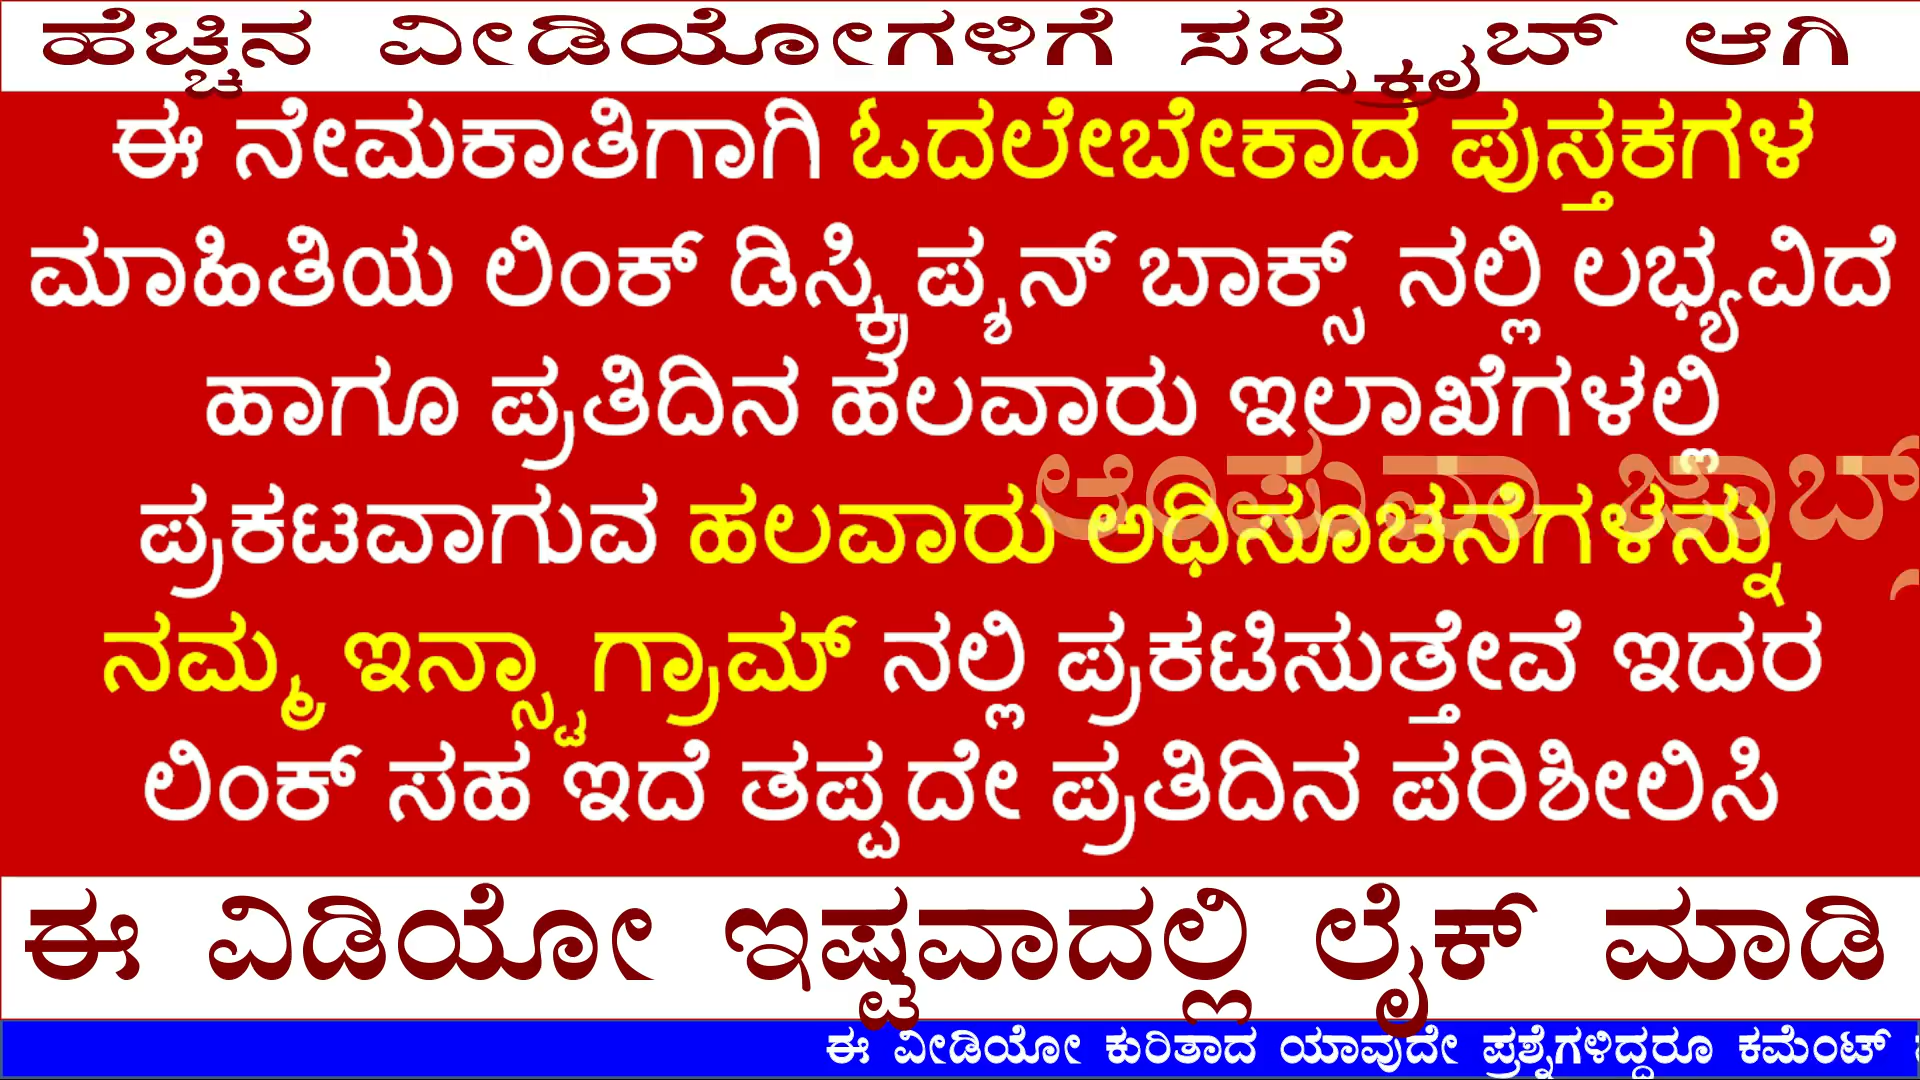 ಹೆಚ್ಚಿನ ವೀಡಿಯೋಗಳಿಗೆ ಸಬ್ಸ್ಕ್ರೈಬ್ ಆಗಿ
ಈ ನೇಮಕಾತಿಗಾಗಿ ಓದಲೇಬೇಕಾದ ಪುಸ್ತಕಗಳ
ಮಾಹಿತಿಯ ಲಿಂಕ್ ಡಿಸ್ಕ್ರಿಪ್ಶನ್ ಬಾಕ್ಸ್ ನಲ್ಲಿ ಲಭ್ಯವಿದೆ
ಹಾಗೂ ಪ್ರತಿದಿನ ಹಲವಾರು ಇಲಾಖೆಗಳಲ್ಲಿ
ಪ್ರಕಟವಾಗುವ ಹಲವಾರು ಅಧಿಸೂಚನೆಗಳನ್ನು
ನಮ್ಮ ಇನ್ಸ್ಟಾಗ್ರಾಮ್ ನಲ್ಲಿ ಪ್ರಕಟಿಸುತ್ತೇವೆ ಇದರ
ಲಿಂಕ್ ಸಹ ಇದೆ ತಪ್ಪದೇ ಪ್ರತಿದಿನ ಪರಿಶೀಲಿಸಿ
ಈ ವಿಡಿಯೋ ಇಷ್ಟವಾದಲ್ಲಿ ಲೈಕ್ ಮಾಡಿ
ಈ ವೀಡಿಯೋ ಕುರಿತಾದ ಯಾವುದೇ ಪ್ರಶ್ನೆಗಳಿದ್ದರೂ ಕಮೆಂಟ್